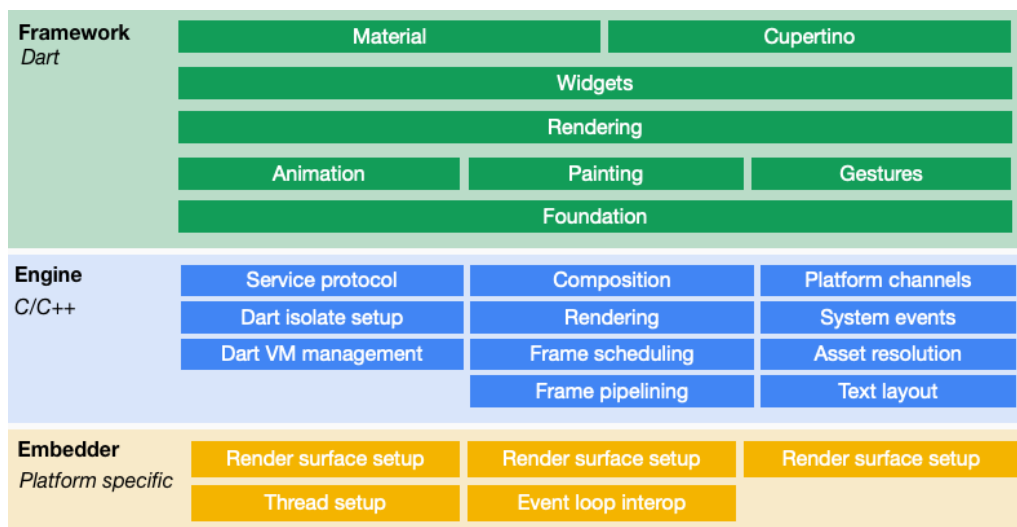 Framework
Dart
Material Cupertino
Widgets
Rendering
Animation Painting Gestures
Foundation
Engine
C/C++
Service protocol Composition Platform channels
Dart isolate setup Rendering System events
Dart VM management Frame scheduling Asset resolution
Frame pipelining Text layout
Embedder
Platform specific
Render surface setup Render surface setup Render surface setup
Thread setup Event loop interop